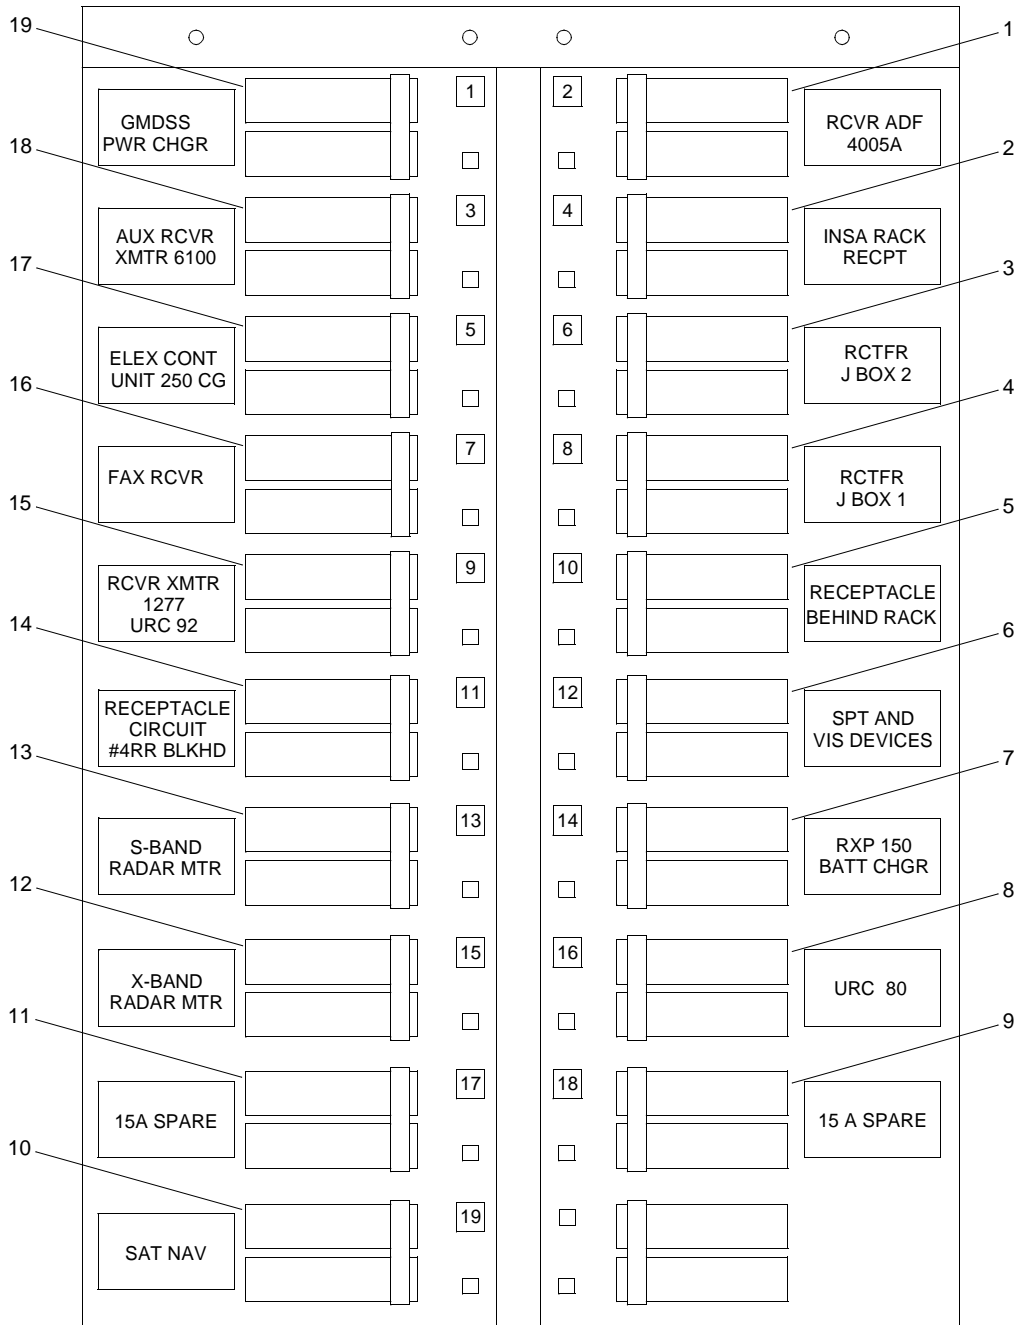 19
1
GMDSS
PWR CHGR
1
2
RCVR ADF
4005A
18
2
AUX RCVR
XMTR 6100
3
4
INSA RACK
RECPT
17
3
ELEX CONT
UNIT 250 CG
5
6
RCTFR
J BOX 2
16
4
FAX RCVR
7
8
RCTFR
J BOX 1
15
5
RCVR XMTR
1277
URC 92
9
10
RECEPTACLE
BEHIND RACK
14
6
RECEPTACLE
CIRCUIT
#4RR BLKHD
11
12
SPT AND
VIS DEVICES
13
7
S-BAND
RADAR MTR
13
14
RXP 150
BATT CHGR
12
8
X-BAND
RADAR MTR
15
16
URC 80
11
9
15A SPARE
17
18
15 A SPARE
10
SAT NAV
19